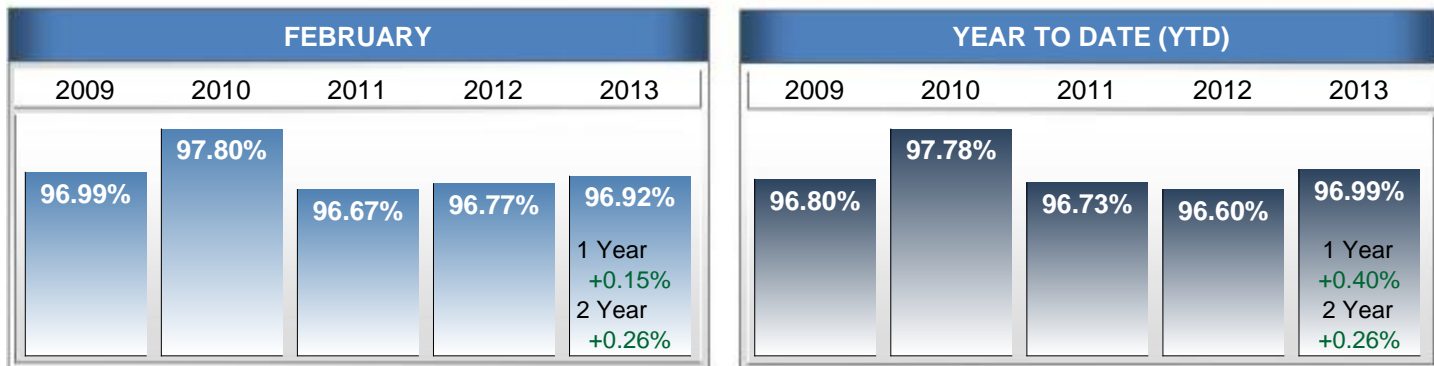 FEBRUARY
2009 2010 2011 2012 2013
97.80%
96.99% 96.67% 96.77% 96.92%
1 Year
+0.15%
2 Year
+0.26%
YEAR TO DATE (YTD)
2009 2010 2011 2012 2013
97.78%
96.80% 96.73% 96.60% 96.99%
1 Year
+0.40%
2 Year
+0.26%